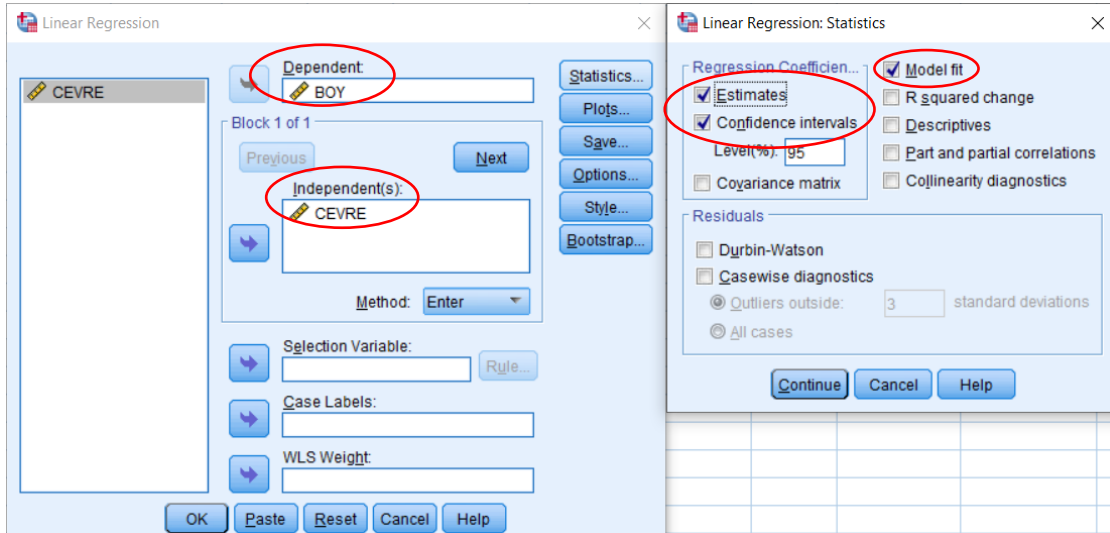 Linear Regression
CEVRE
Dependent:
BOY
Block 1 of 1
Previous
Next
Independent(s):
CEVRE
Method:
Enter
Selection Variable:
Rule...
Case Labels:
WLS Weight:
Statistics...
Plots...
Save...
Options...
Style...
Bootstrap...
OK
Paste
Reset
Cancel
Help
Linear Regression: Statistics
Regression Coefficien...
Estimates
Confidence intervals
Level(%): 95
Covariance matrix
Model fit
R squared change
Descriptives
Part and partial correlations
Collinearity diagnostics
Residuals
Durbin-Watson
Casewise diagnostics
Outliers outside: 3 standard deviations
All cases
Continue
Cancel
Help